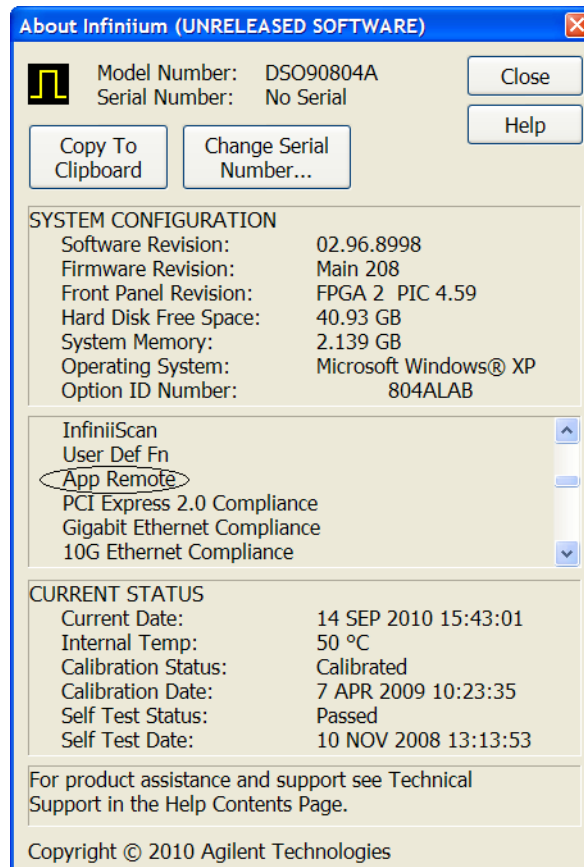 About Infiniium (UNRELEASED SOFTWARE)
Model Number: DSO90804A
Serial Number: No Serial
Close
Help
Copy To
Clipboard
Change Serial
Number...
SYSTEM CONFIGURATION
Software Revision: 02.96.8998
Firmware Revision: Main 208
Front Panel Revision: FPGA 2 PIC 4.59
Hard Disk Free Space: 40.93 GB
System Memory: 2.139 GB
Operating System: Microsoft Windows® XP
Option ID Number: 804ALAB
InfiniiScan
User Def Fn
App Remote
PCI Express 2.0 Compliance
Gigabit Ethernet Compliance
10G Ethernet Compliance
CURRENT STATUS
Current Date: 14 SEP 2010 15:43:01
Internal Temp: 50 °C
Calibration Status: Calibrated
Calibration Date: 7 APR 2009 10:23:35
Self Test Status: Passed
Self Test Date: 10 NOV 2008 13:13:53
For product assistance and support see Technical
Support in the Help Contents Page.
Copyright © 2010 Agilent Technologies